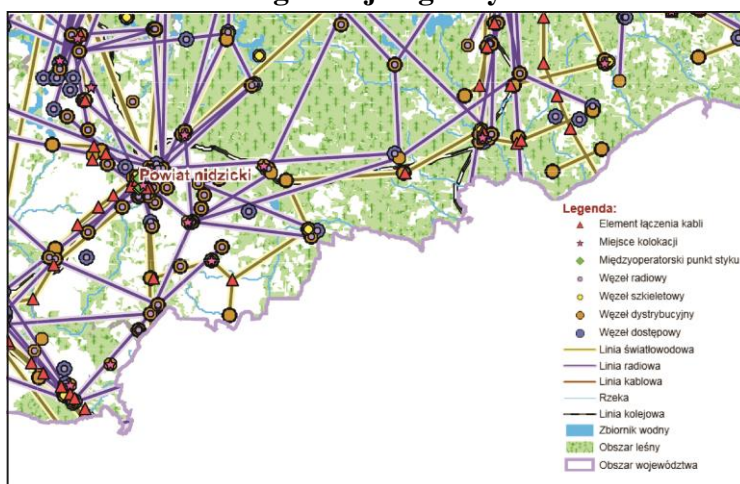 Powiat nidzicki
Legenda:
Element łączenia kabli
Miejsce kolokacji
Międzyoperatorski punkt styku
Węzeł radiowy
Węzeł szkieletowy
Węzeł dystrybucyjny
Węzeł dostępowy
Linia światłowodowa
Linia radiowa
Linia kablowa
Rzeka
Linia kolejowa
Zbiornik wodny
Obszar leśny
Obszar województwa